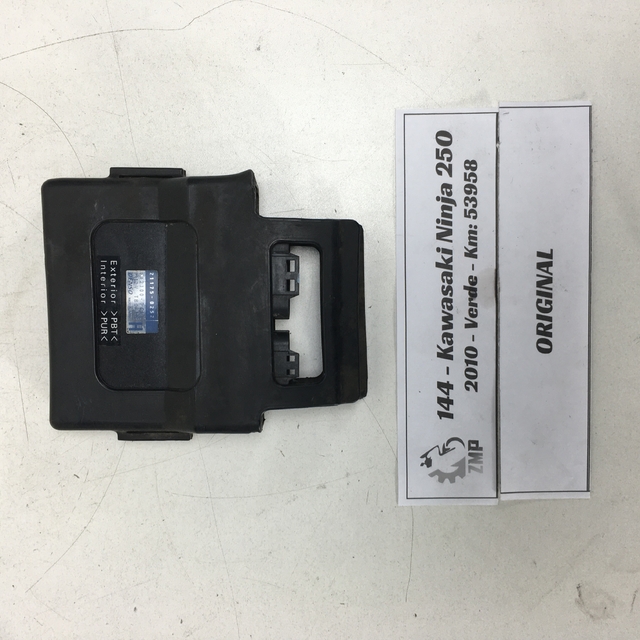 Exterior >PBT<
Interior >PUR<
144 - Kawasaki Ninja 250
2010 - Verde - Km: 53958
ZMP
ORIGINAL